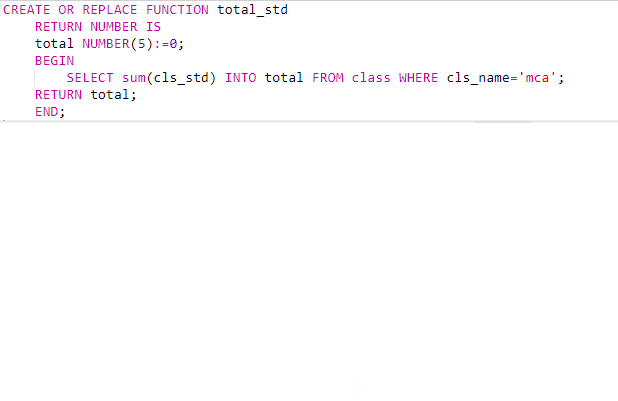 CREATE OR REPLACE FUNCTION total_std
RETURN NUMBER IS
total NUMBER(5):=0;
BEGIN
SELECT sum(cls_std) INTO total FROM class WHERE cls_name='mca';
RETURN total;
END;